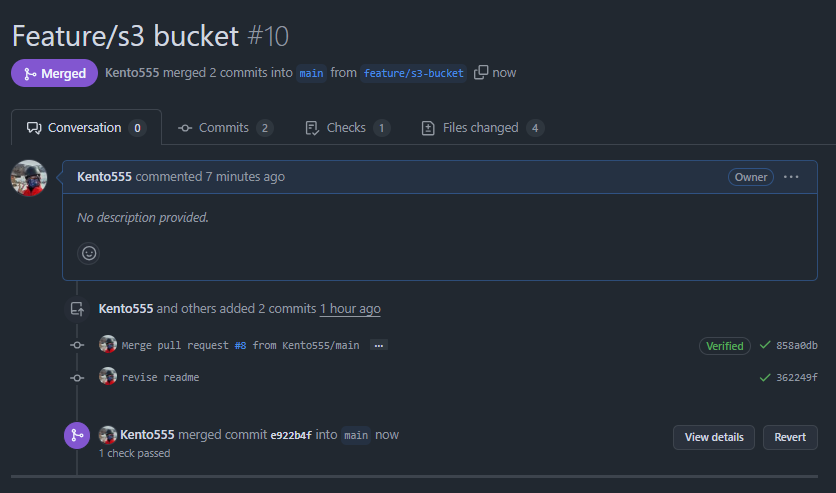 Feature/s3 bucket #10
Merged Kento555 merged 2 commits into main from feature/s3-bucket now
Conversation 0 Commits 2 Checks 1 Files changed 4
Kento555 commented 7 minutes ago Owner ...
No description provided.
Kento555 and others added 2 commits 1 hour ago
Merge pull request #8 from Kento555/main ... Verified 858a0db
revise readme 362249f
Kento555 merged commit e922b4f into main now View details Revert
1 check passed